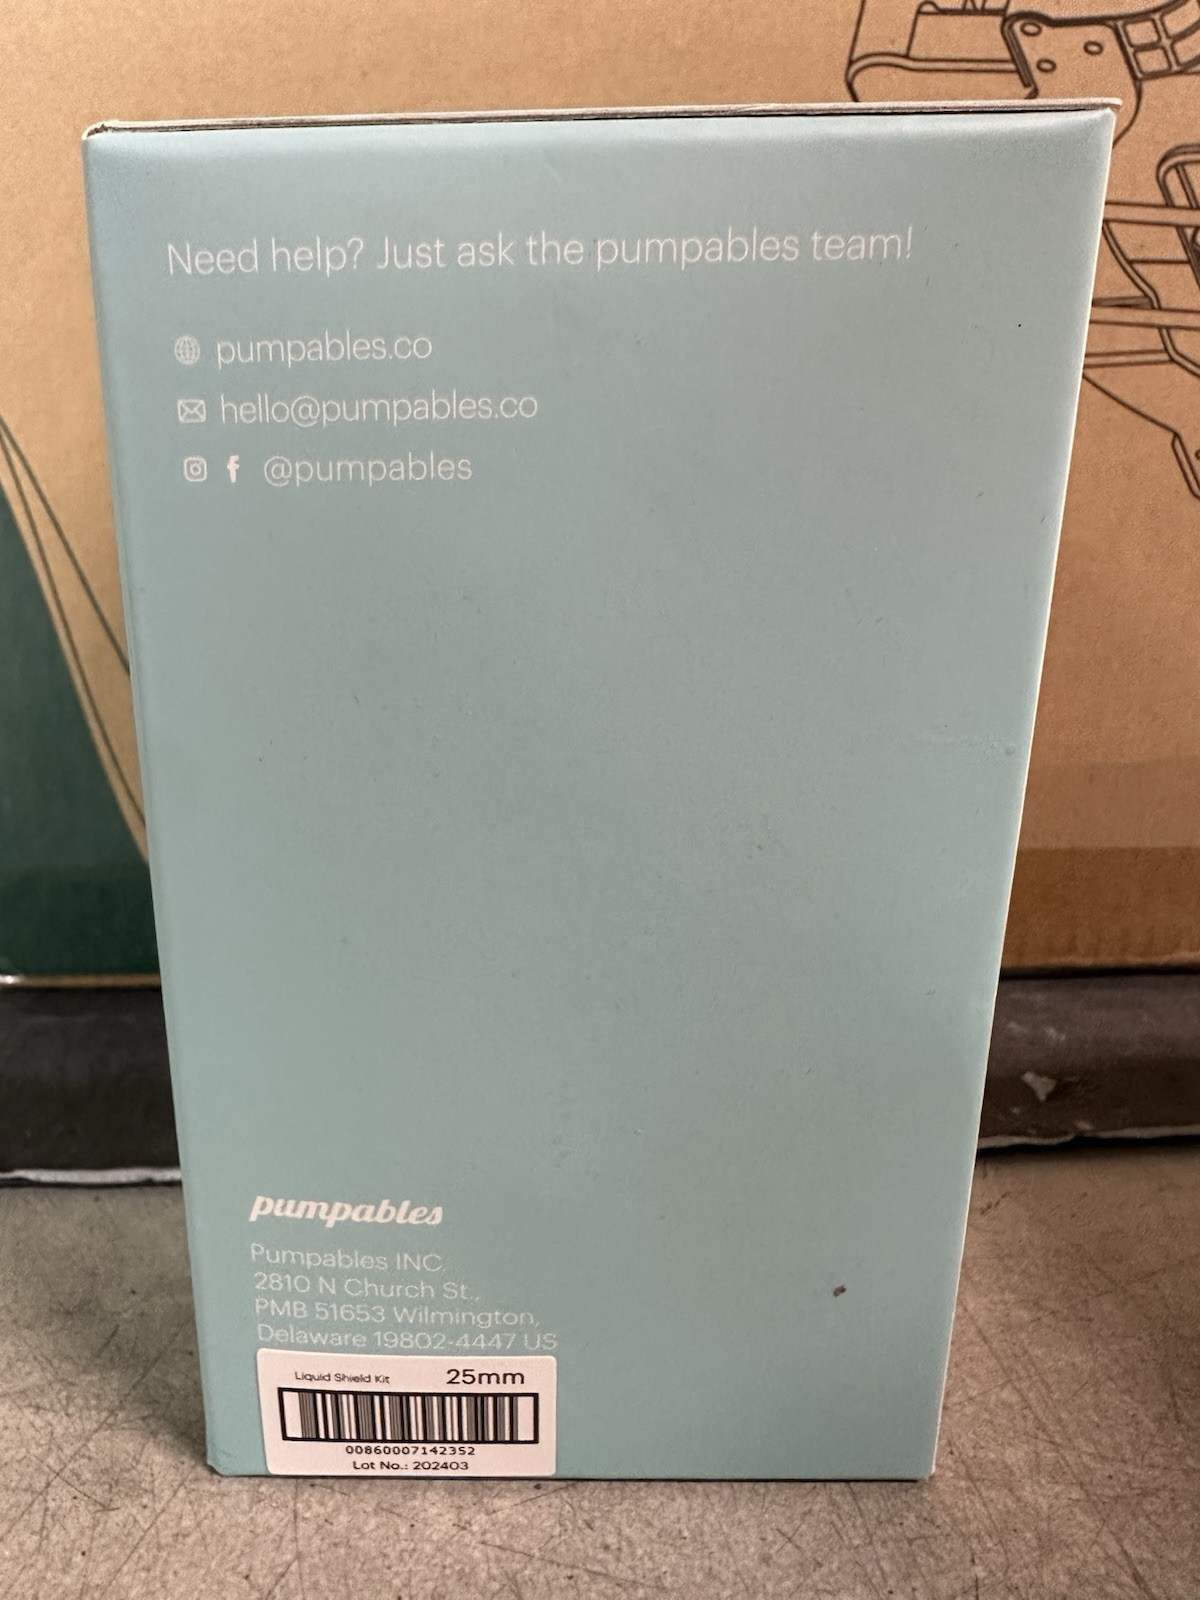 Need help? Just ask the pumpables team!
pumpables.co
hello@pumpables.co
@pumpables
pumpables
Pumpables INC.
2810 N Church St.,
PMB 51653 Wilmington,
Delaware 19802-4447 US
Liquid Shield Kit 25mm
00860007142352
Lot No.: 202403